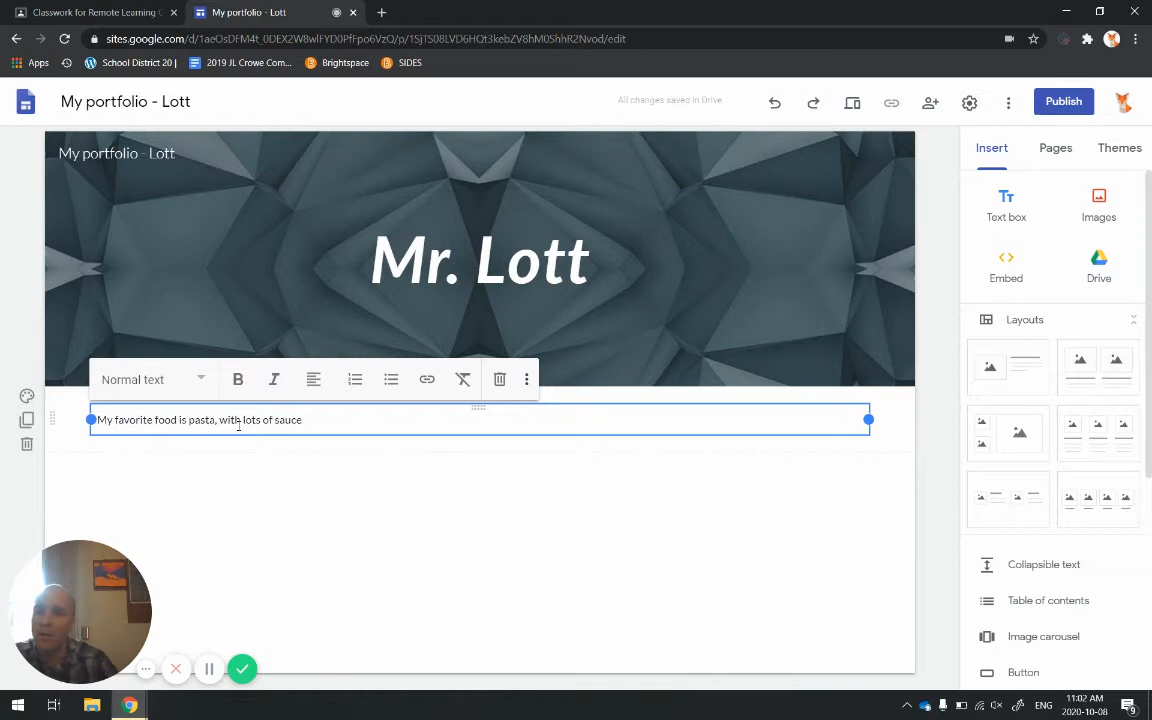 Classwork for Remote Learning C
My portfolio - Lott
sites.google.com/d/1aeOsDFM4t_0DEX2W8wlFYD0PfFpo6VzQ/p/1SjTS08LVD6HQt3kebZV8hM0ShhR2Nvod/edit
Apps
School District 20 |
2019 JL Crowe Com...
Brightspace
SIDES
My portfolio - Lott
All changes saved in Drive
Publish
My portfolio - Lott
Mr. Lott
Insert
Pages
Themes
Text box
Images
Embed
Drive
Layouts
Normal text
B
I
My favorite food is pasta, with lots of sauce
Collapsible text
Table of contents
Image carousel
Button
ENG
11:02 AM
2020-10-08
9